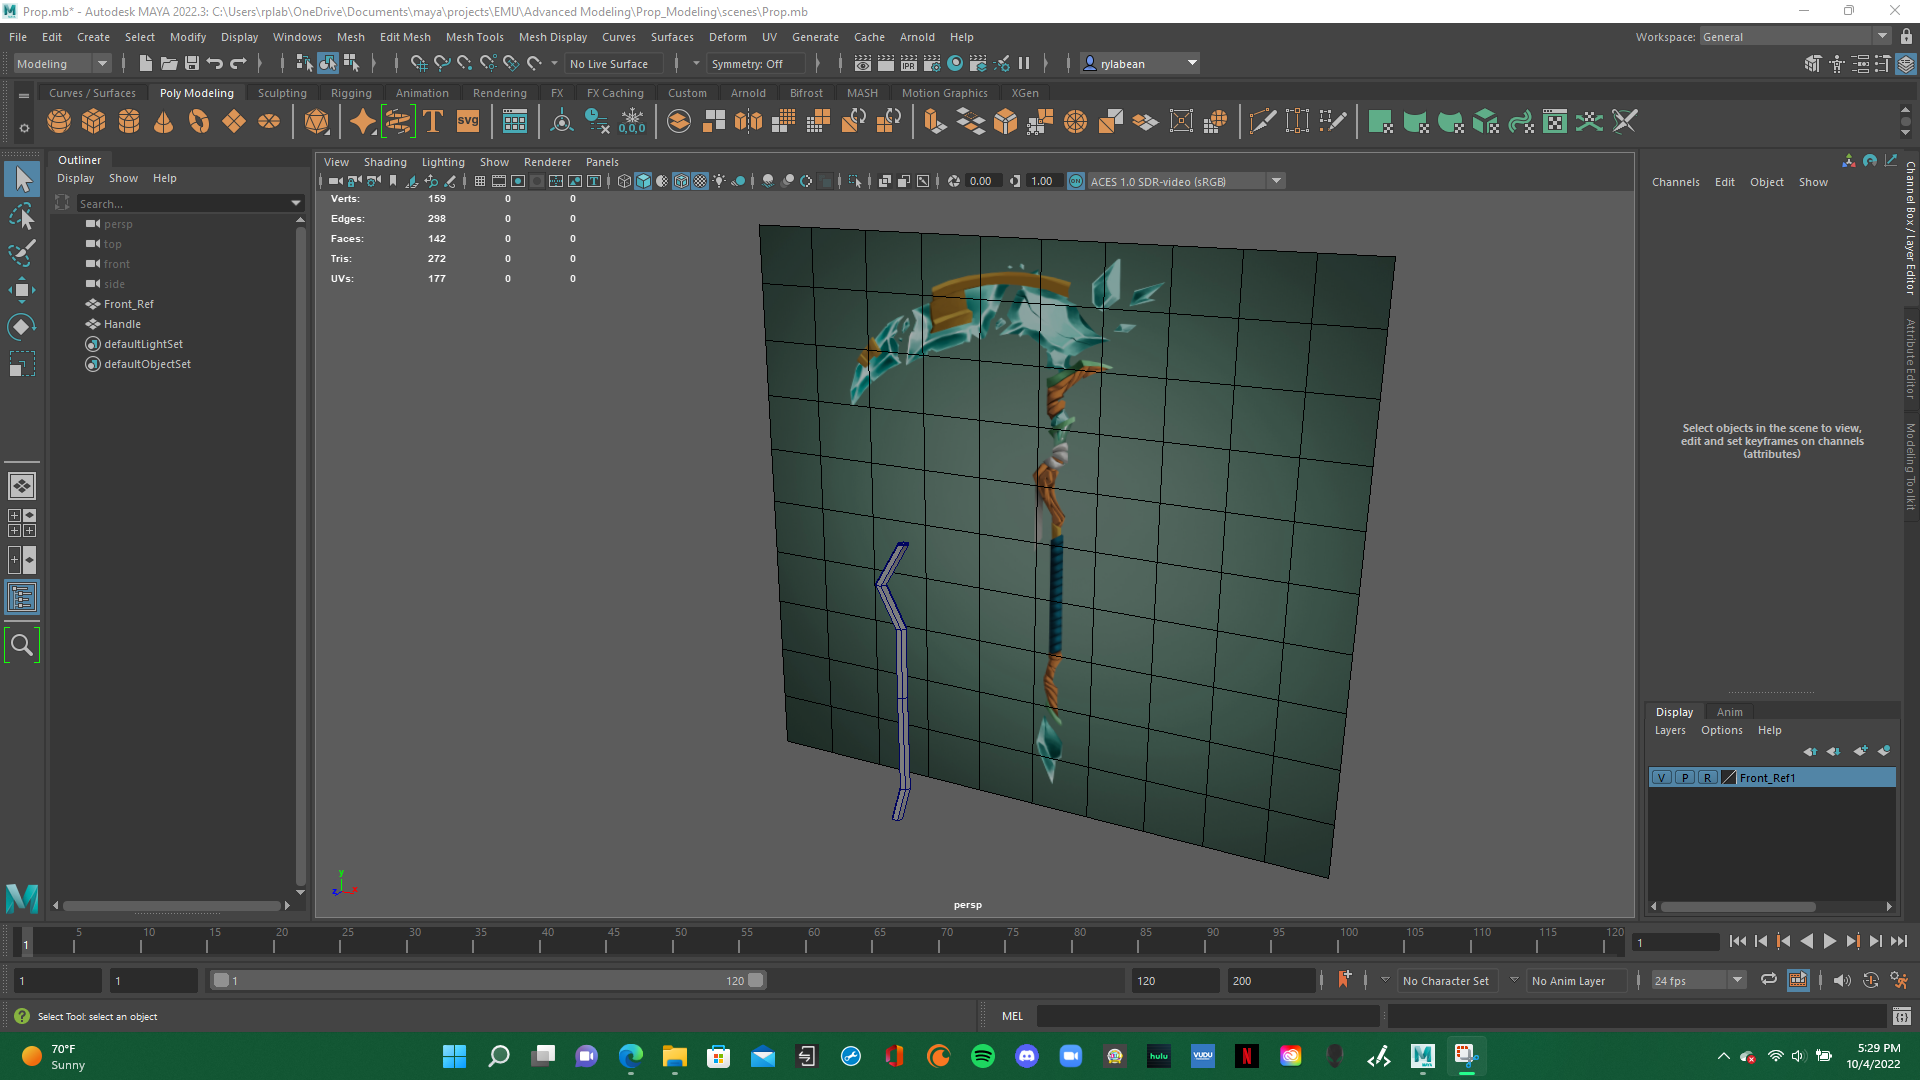 Prop.mb* - Autodesk MAYA 2022.3: C:\Users\rplab\OneDrive\Documents\maya\projects\EMU\Advanced Modeling\Prop_Modeling\scenes\Prop.mb
File Edit Create Select Modify Display Windows Mesh Edit Mesh Mesh Tools Mesh Display Curves Surfaces Deform UV Generate Cache Arnold Help
Workspace: General
Modeling
No Live Surface
Symmetry: Off
rylabean
Curves / Surfaces Poly Modeling Sculpting Rigging Animation Rendering FX FX Caching Custom Arnold Bifrost MASH Motion Graphics XGen
Outliner
Display Show Help
Search...
persp
top
front
side
Front_Ref
Handle
defaultLightSet
defaultObjectSet
View Shading Lighting Show Renderer Panels
0.00
1.00
ACES 1.0 SDR-video (sRGB)
Verts: 159 0 0
Edges: 298 0 0
Faces: 142 0 0
Tris: 272 0 0
UVs: 177 0 0
persp
y
z
x
Channels Edit Object Show
Select objects in the scene to view,
edit and set keyframes on channels
(attributes)
Channel Box / Layer Editor
Attribute Editor
Modeling Toolkit
Display Anim
Layers Options Help
V P R Front_Ref1
1
5 10 15 20 25 30 35 40 45 50 55 60 65 70 75 80 85 90 95 100 105 110 115 120
1
1
1
1
120
120
200
No Character Set
No Anim Layer
24 fps
Select Tool: select an object
MEL
70°F
Sunny
hulu
VUDU
5:29 PM
10/4/2022